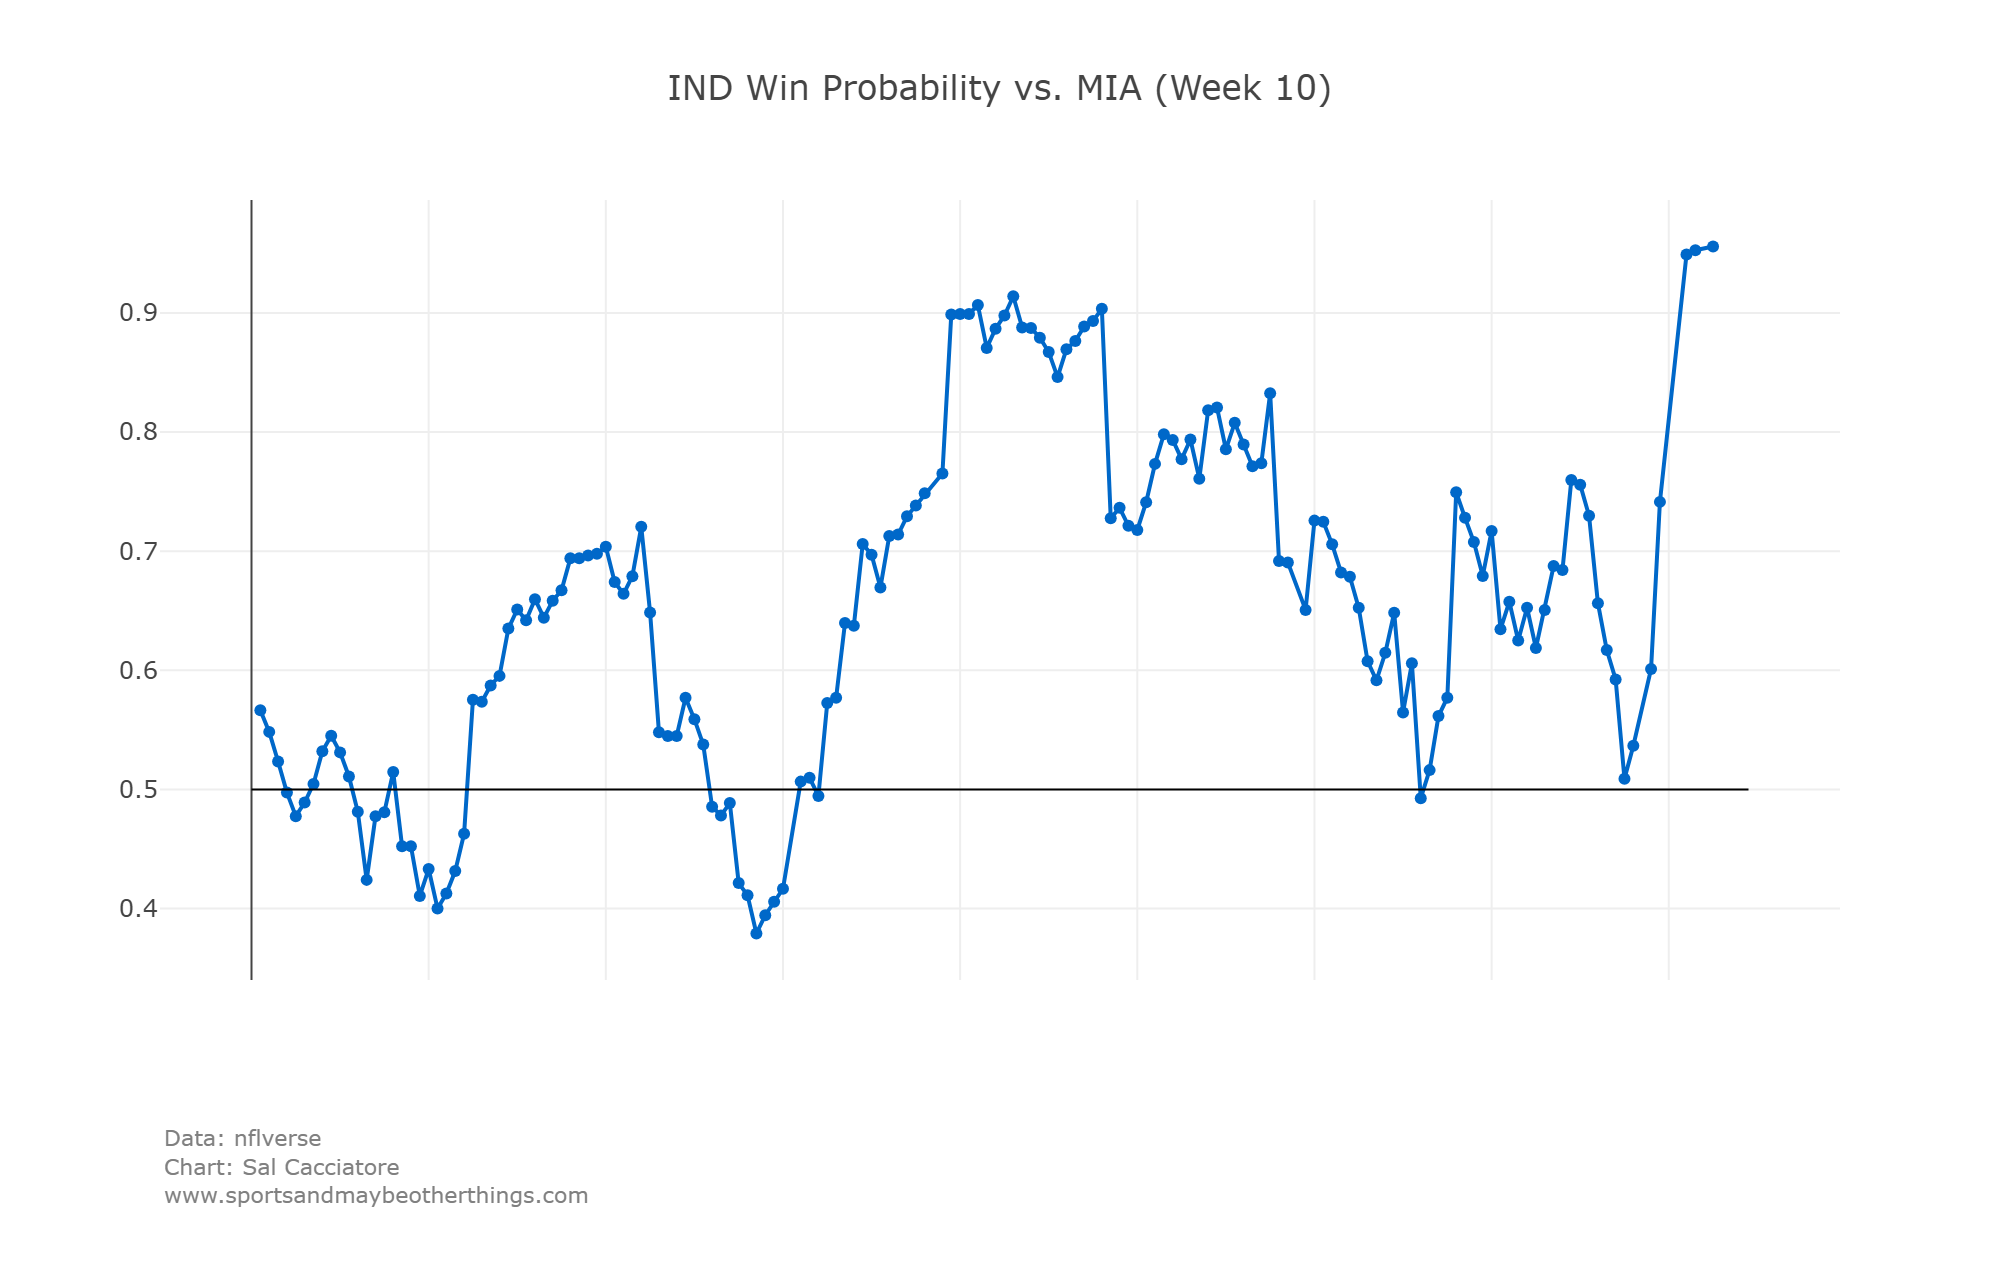 IND Win Probability vs. MIA (Week 10)
0.9
0.8
0.7
0.6
0.5
0.4
Data: nflverse
Chart: Sal Cacciatore
www.sportsandmaybeotherthings.com